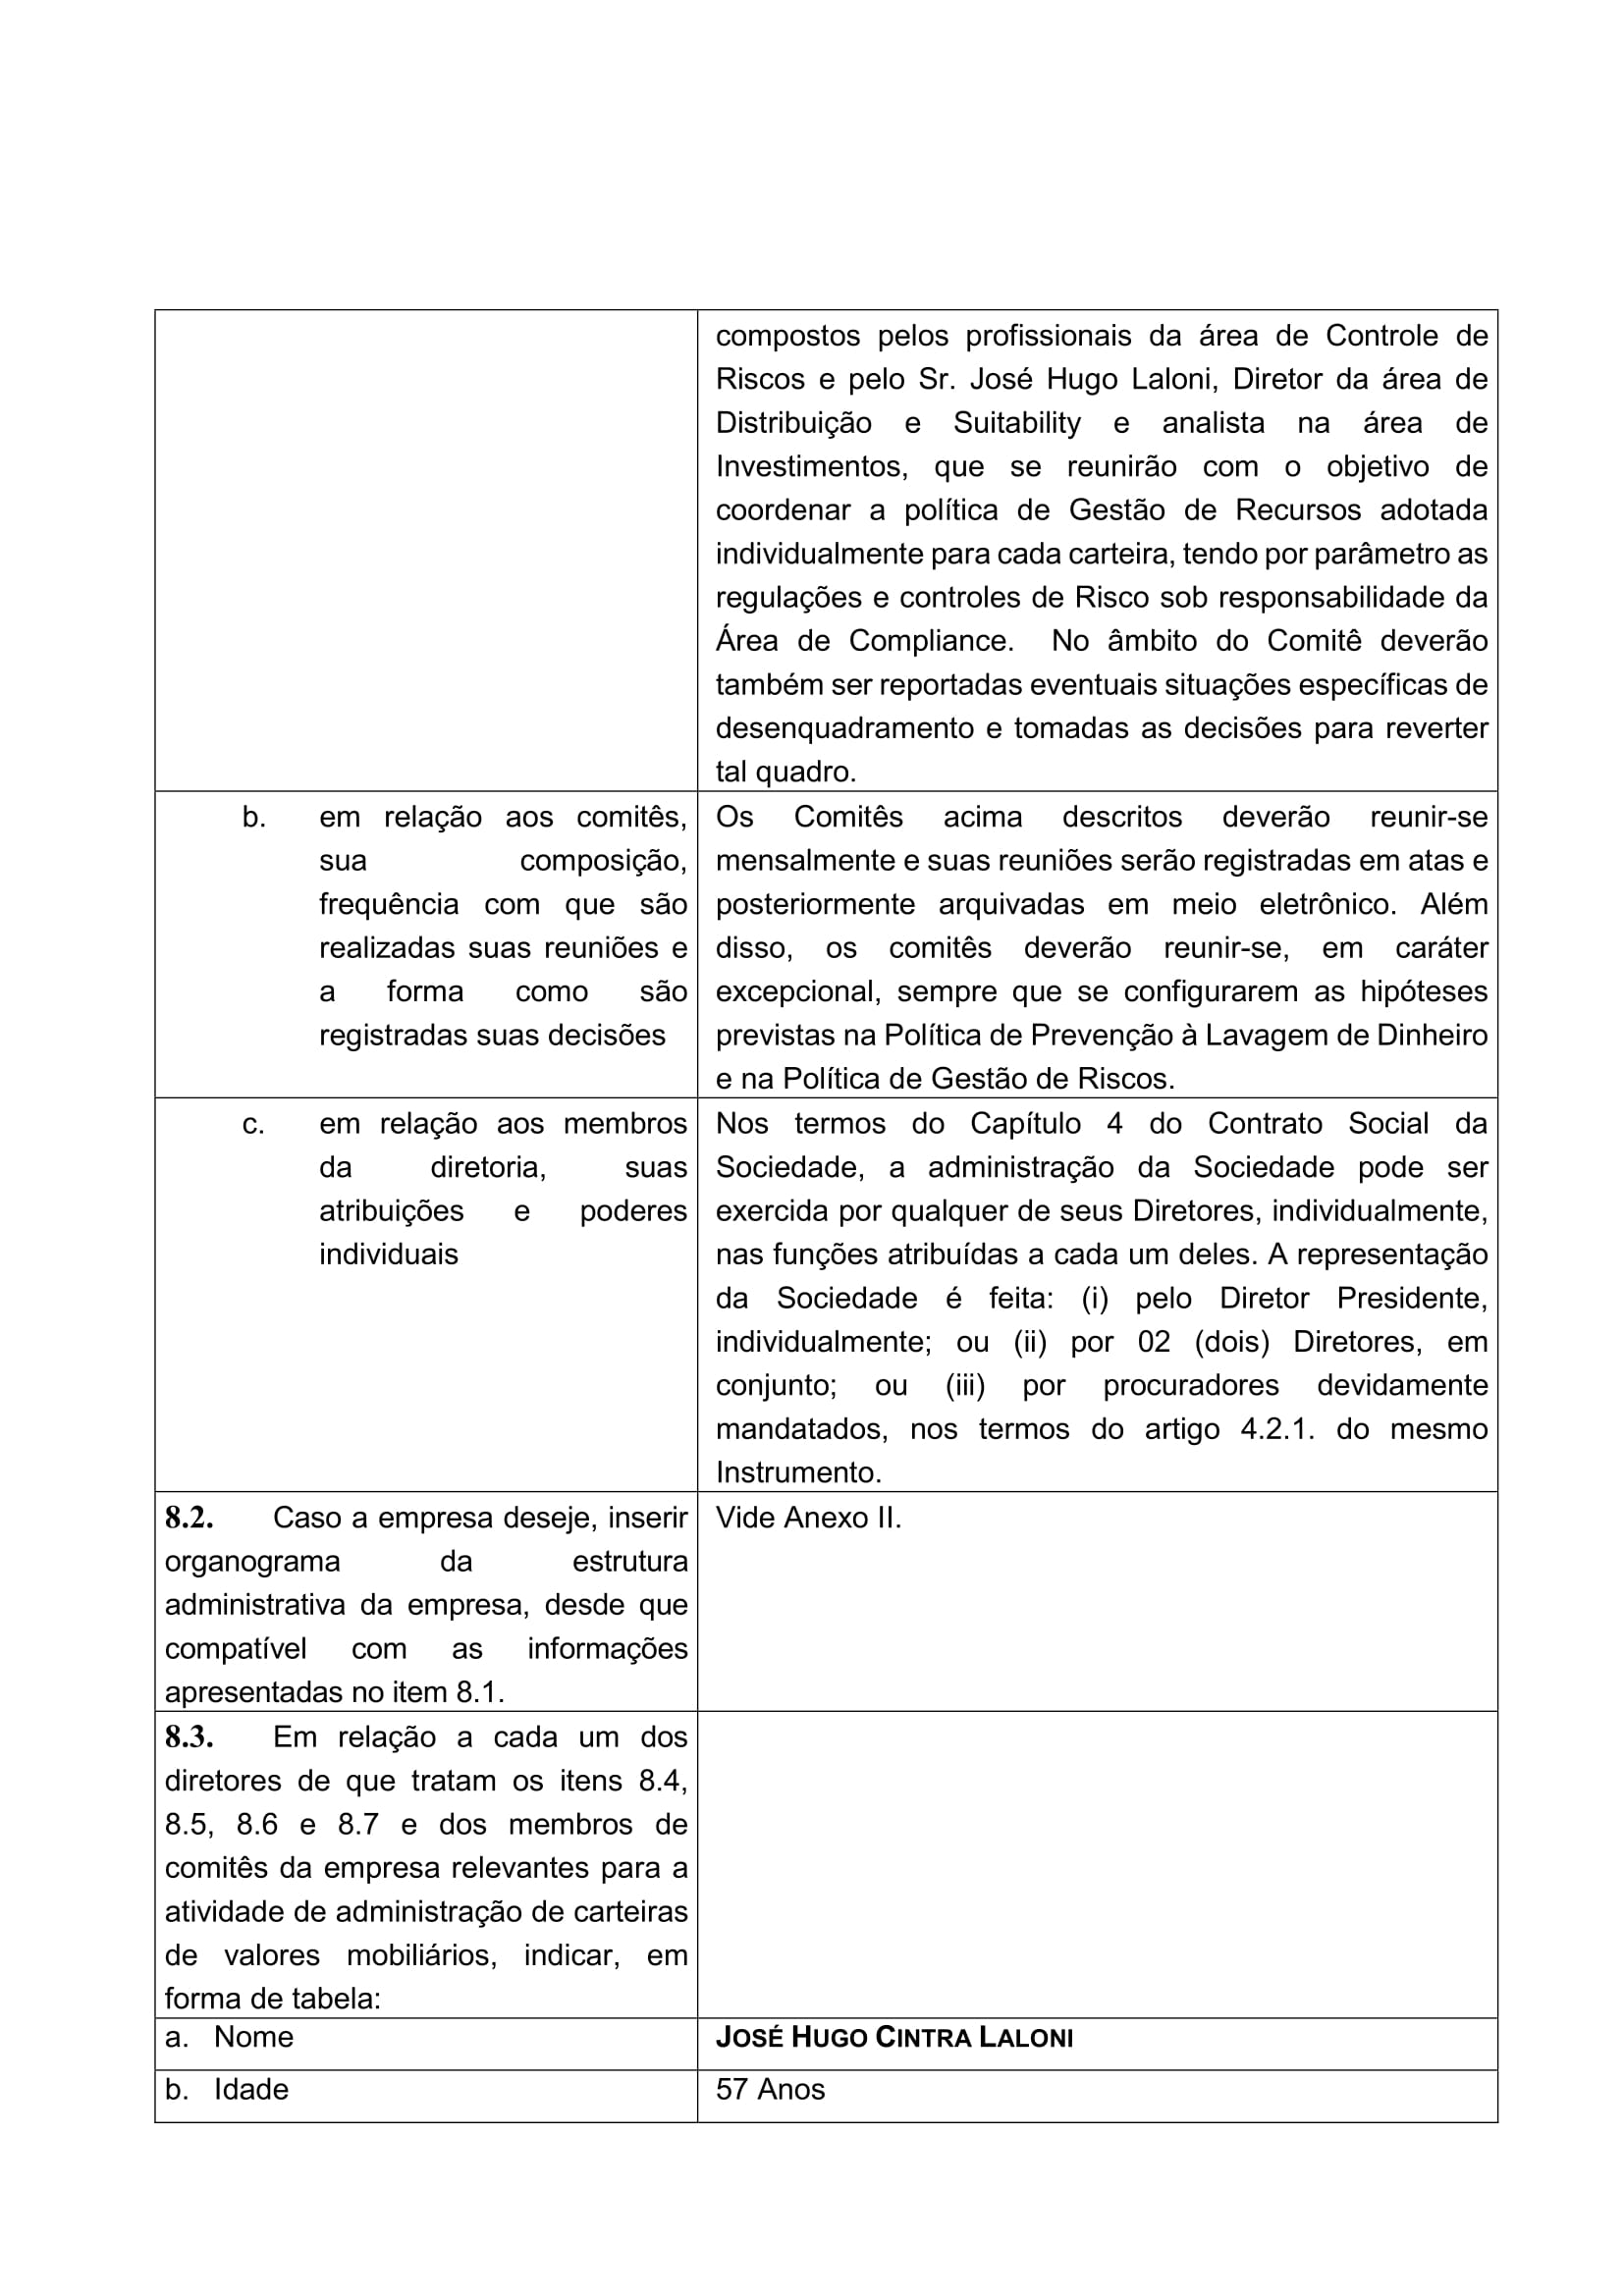 compostos pelos profissionais da área de Controle de
Riscos e pelo Sr. José Hugo Laloni, Diretor da área de
Distribuição e Suitability e analista na área de
Investimentos, que se reunirão com o objetivo de
coordenar a política de Gestão de Recursos adotada
individualmente para cada carteira, tendo por parâmetro as
regulações e controles de Risco sob responsabilidade da
Área de Compliance. No âmbito do Comitê deverão
também ser reportadas eventuais situações específicas de
desenquadramento e tomadas as decisões para reverter
tal quadro.
b. em relação aos comitês,
sua composição,
frequência com que são
realizadas suas reuniões e
a forma como são
registradas suas decisões
Os Comitês acima descritos deverão reunir-se
mensalmente e suas reuniões serão registradas em atas e
posteriormente arquivadas em meio eletrônico. Além
disso, os comitês deverão reunir-se, em caráter
excepcional, sempre que se configurarem as hipóteses
previstas na Política de Prevenção à Lavagem de Dinheiro
e na Política de Gestão de Riscos.
c. em relação aos membros
da diretoria, suas
atribuições e poderes
individuais
Nos termos do Capítulo 4 do Contrato Social da
Sociedade, a administração da Sociedade pode ser
exercida por qualquer de seus Diretores, individualmente,
nas funções atribuídas a cada um deles. A representação
da Sociedade é feita: (i) pelo Diretor Presidente,
individualmente; ou (ii) por 02 (dois) Diretores, em
conjunto; ou (iii) por procuradores devidamente
mandatados, nos termos do artigo 4.2.1. do mesmo
Instrumento.
8.2. Caso a empresa deseje, inserir
organograma da estrutura
administrativa da empresa, desde que
compatível com as informações
apresentadas no item 8.1.
Vide Anexo II.
8.3. Em relação a cada um dos
diretores de que tratam os itens 8.4,
8.5, 8.6 e 8.7 e dos membros de
comitês da empresa relevantes para a
atividade de administração de carteiras
de valores mobiliários, indicar, em
forma de tabela:
a. Nome
JOSÉ HUGO CINTRA LALONI
b. Idade
57 Anos